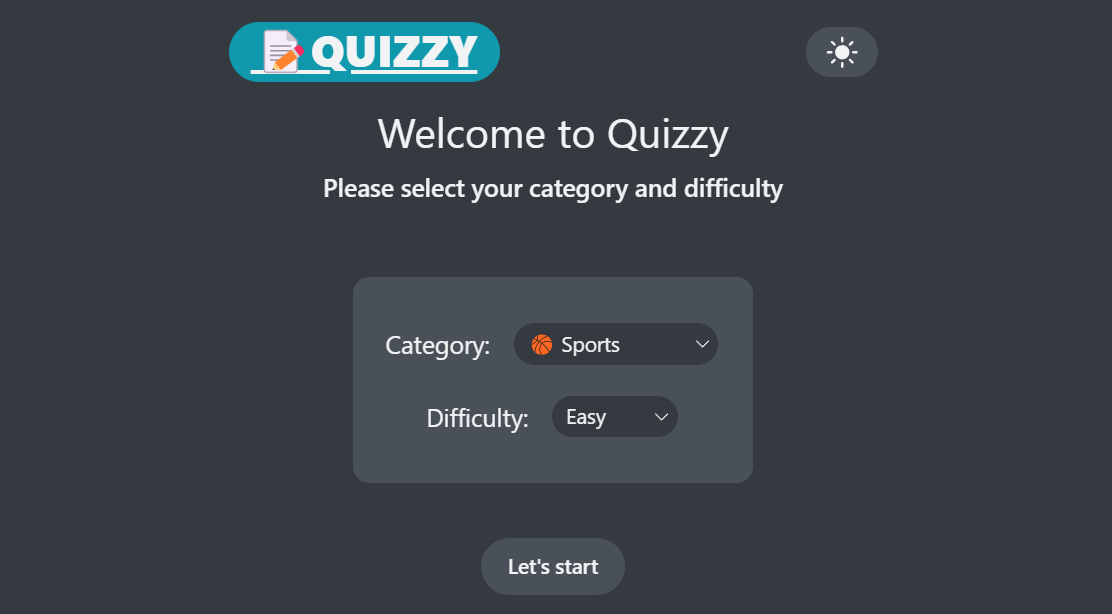 QUIZZY
Welcome to Quizzy
Please select your category and difficulty
Category: Sports
Difficulty: Easy
Let's start